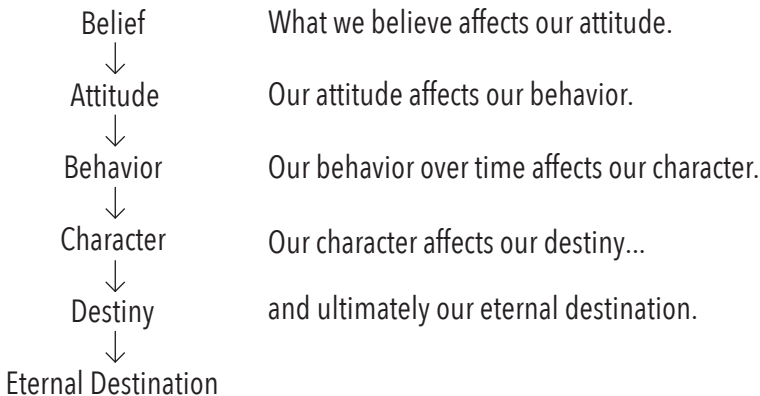 Belief What we believe affects our attitude.
Attitude Our attitude affects our behavior.
Behavior Our behavior over time affects our character.
Character Our character affects our destiny...
Destiny and ultimately our eternal destination.
Eternal Destination